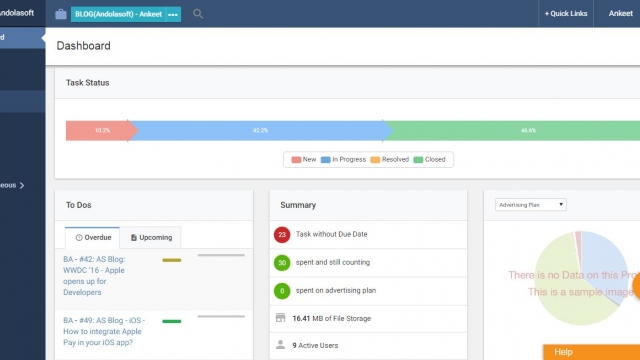 ndolasoft
BLOG(Andolasoft) - Ankeet
+ Quick Links
Ankeet
rd
Dashboard
Task Status
10.2%
42.2%
46.6%
New
In Progress
Resolved
Closed
neous
To Dos
Summary
Advertising Plan
Overdue
Upcoming
23 Task without Due Date
BA - #42: AS Blog:
WWDC '16 - Apple
opens up for
Developers
30 spent and still counting
There is no Data on this Pro
This is a sample image
0 spent on advertising plan
16.41 MB of File Storage
BA - #49: AS Blog - iOS -
How to integrate Apple
Pay in your iOS app?
9 Active Users
Help